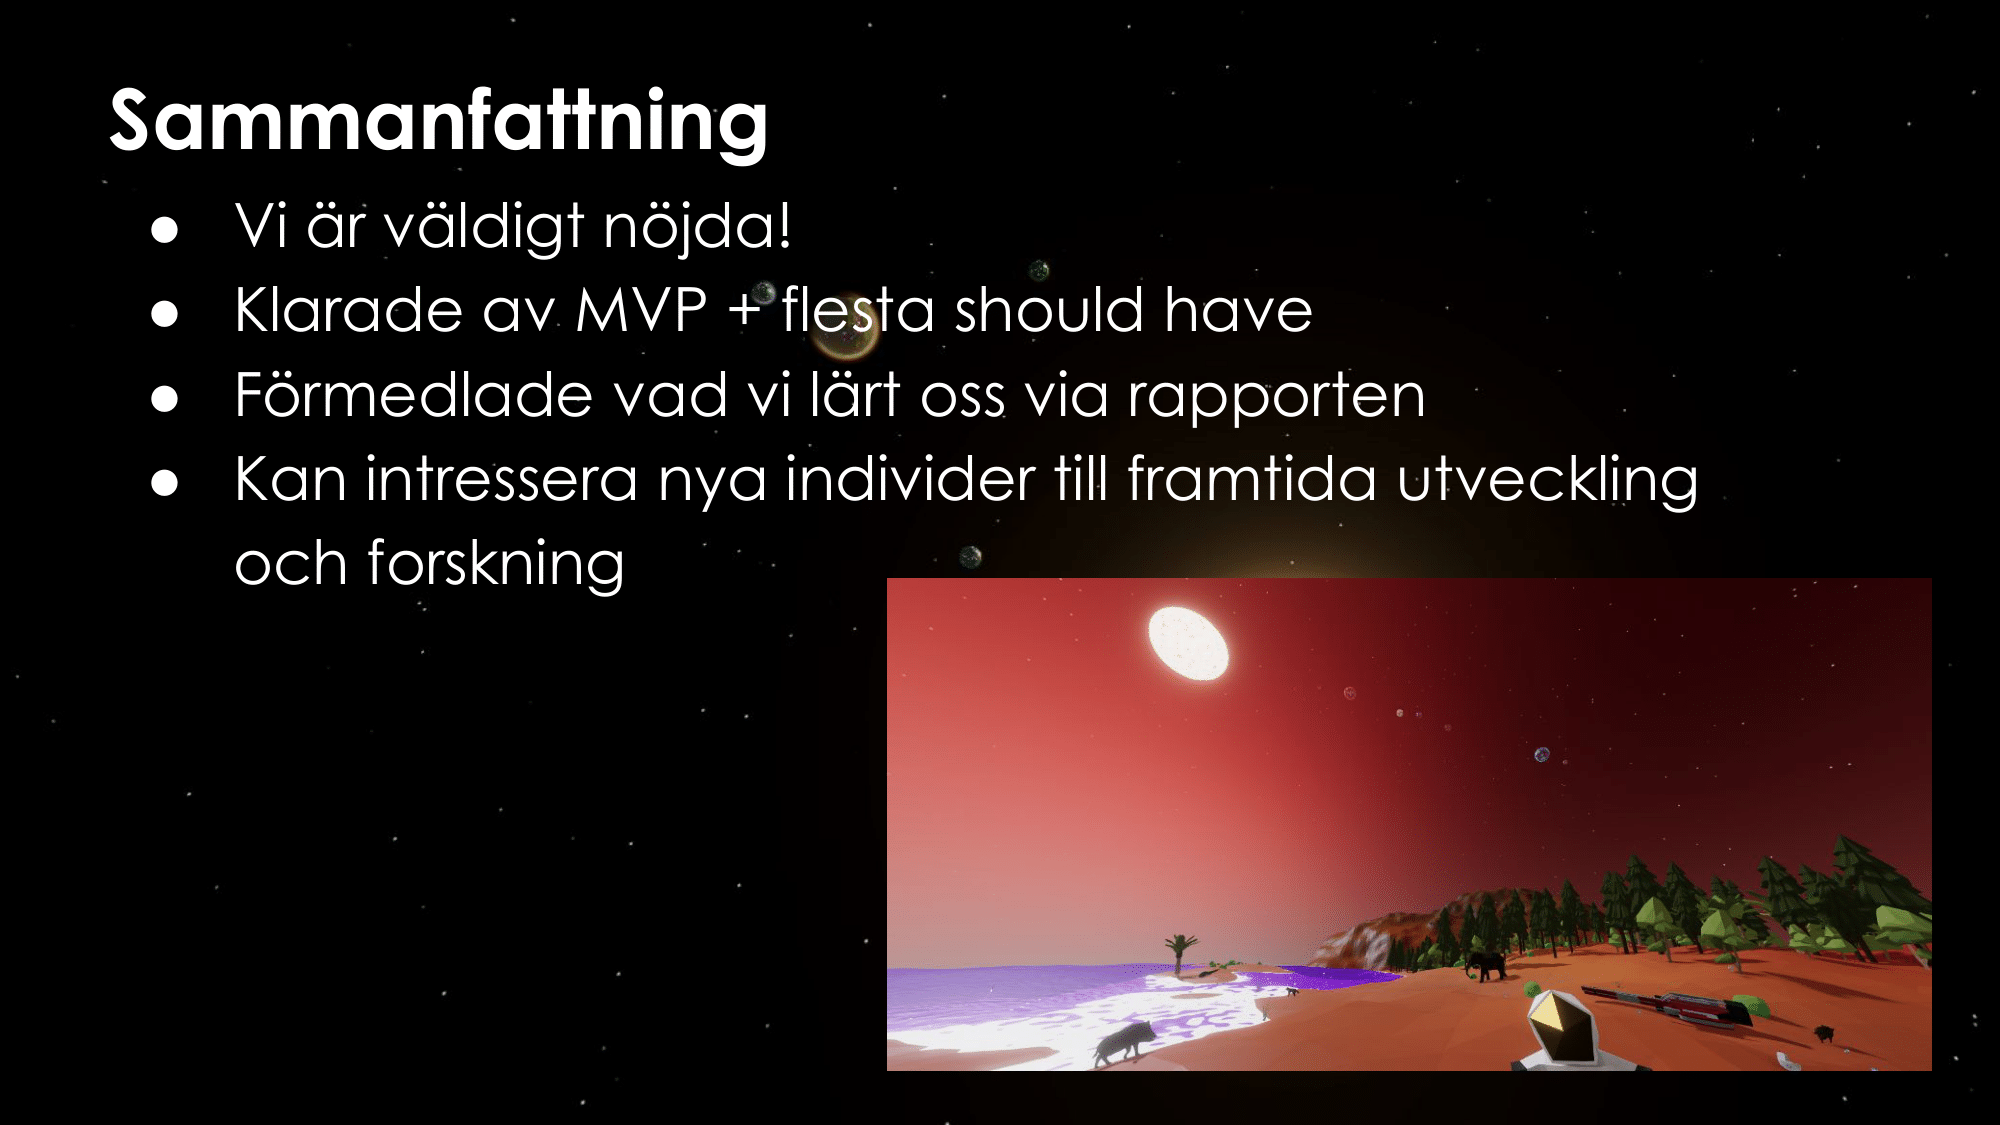 Sammanfattning
● Vi är väldigt nöjda!
● Klarade av MVP + flesta should have
● Förmedlade vad vi lärt oss via rapporten
● Kan intressera nya individer till framtida utveckling
och forskning